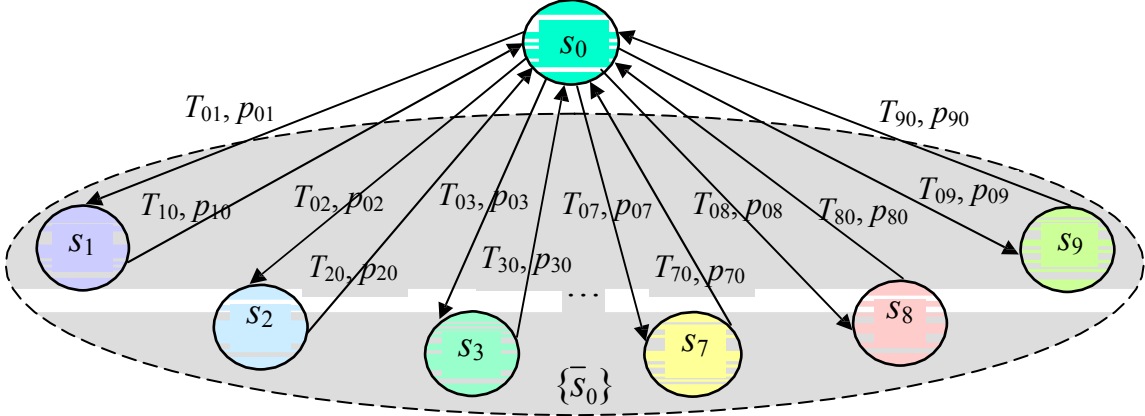 s₀
T₀₁, p₀₁
T₉₀, p₉₀
T₁₀, p₁₀
T₀₂, p₀₂
T₀₃, p₀₃
T₀₇, p₀₇
T₀₈, p₀₈
T₈₀, p₈₀
T₀₉, p₀₉
s₁
T₂₀, p₂₀
T₃₀, p₃₀
T₇₀, p₇₀
s₉
...
s₂
s₃
s₇
s₈
{s̅₀}